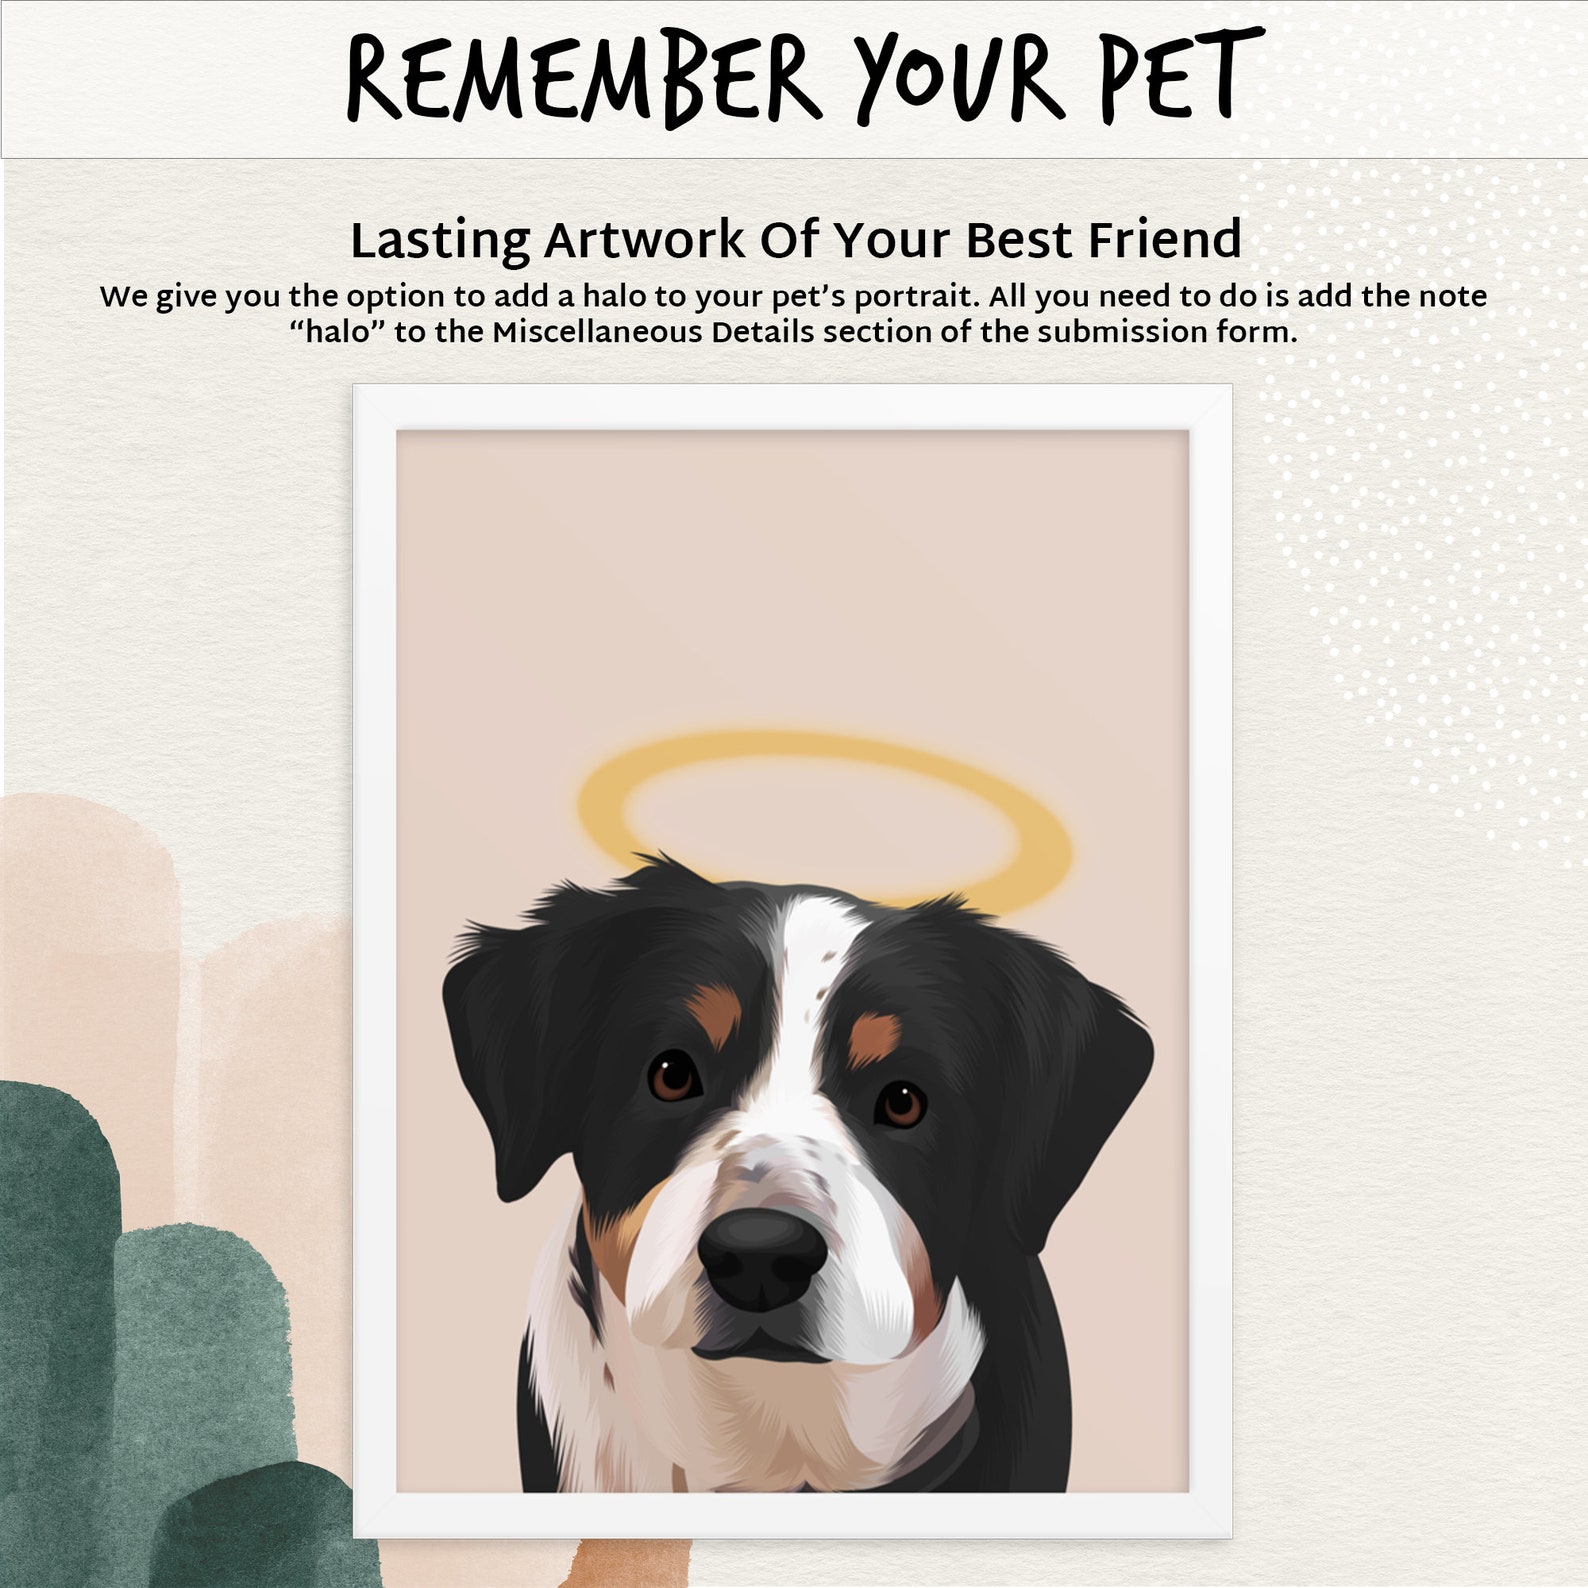 REMEMBER YOUR PET
Lasting Artwork Of Your Best Friend
We give you the option to add a halo to your pet’s portrait. All you need to do is add the note
“halo” to the Miscellaneous Details section of the submission form.